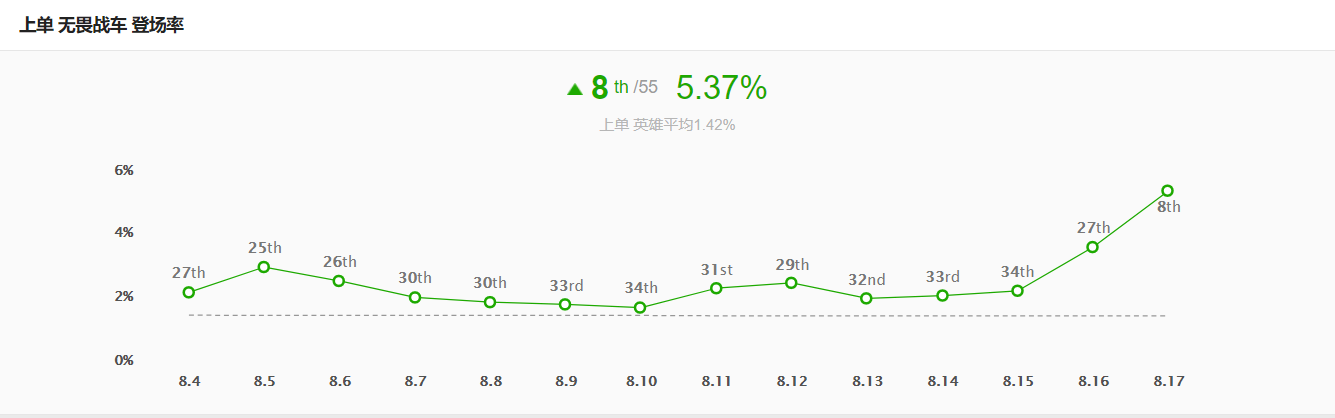 上单 无畏战车 登场率
8 th /55 5.37%
上单 英雄平均1.42%
6%
4%
2%
0%
27th
25th
26th
30th
30th
33rd
34th
31st
29th
32nd
33rd
34th
27th
8th
8.4 8.5 8.6 8.7 8.8 8.9 8.10 8.11 8.12 8.13 8.14 8.15 8.16 8.17